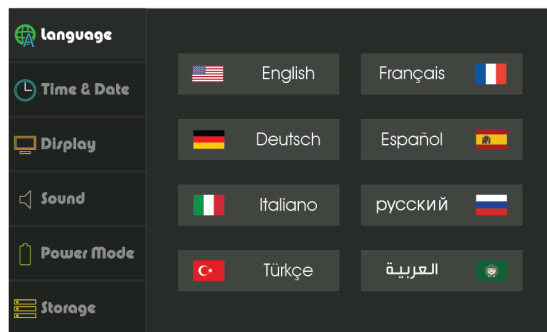 Language
Time & Date
Display
Sound
Power Mode
Storage
English
Français
Deutsch
Español
Italiano
русский
Türkçe
العربية